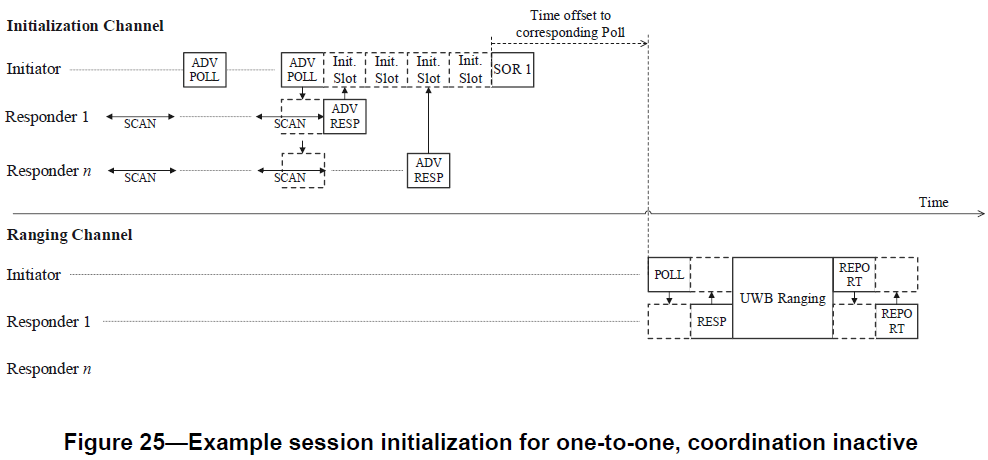 Time offset to
corresponding Poll
Initialization Channel
Initiator
ADV
POLL
ADV
POLL
Init.
Slot
Init.
Slot
Init.
Slot
Init.
Slot
SOR 1
Responder 1
SCAN
SCAN
ADV
RESP
Responder n
SCAN
SCAN
ADV
RESP
Time
Ranging Channel
Initiator
POLL
UWB Ranging
REPO
RT
Responder 1
RESP
REPO
RT
Responder n
Figure 25—Example session initialization for one-to-one, coordination inactive